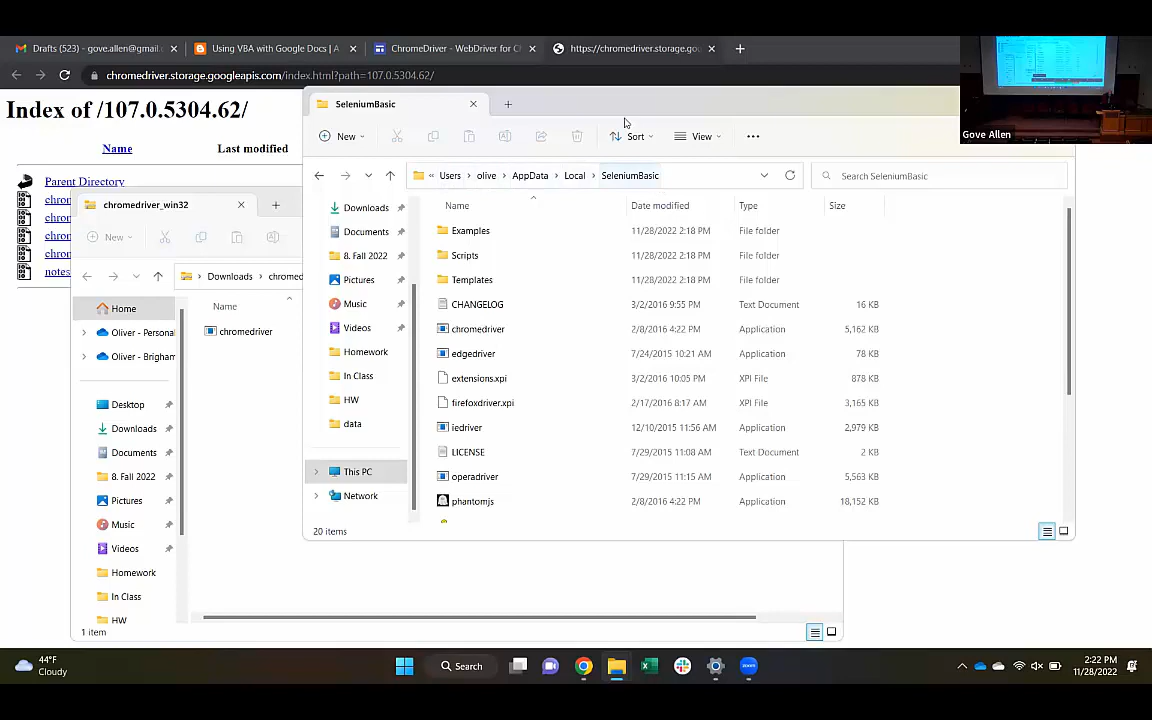 Drafts (523) - gove.allen@gmail.
Using VBA with Google Docs | A
ChromeDriver - WebDriver for C
https://chromedriver.storage.goo
chromedriver.storage.googleapis.com/index.html?path=107.0.5304.62/
Index of /107.0.5304.62/
Name Last modified
Parent Directory
chro
chro
chro
chro
notes
Gove Allen
SeleniumBasic
New Sort View
Users olive AppData Local SeleniumBasic
Search SeleniumBasic
Downloads
Documents
8. Fall 2022
Pictures
Music
Videos
Homework
In Class
HW
data
This PC
Network
Name Date modified Type Size
Examples 11/28/2022 2:18 PM File folder
Scripts 11/28/2022 2:18 PM File folder
Templates 11/28/2022 2:18 PM File folder
CHANGELOG 3/2/2016 9:55 PM Text Document 16 KB
chromedriver 2/8/2016 4:22 PM Application 5,162 KB
edgedriver 7/24/2015 10:21 AM Application 78 KB
extensions.xpi 3/2/2016 10:05 PM XPI File 878 KB
firefoxdriver.xpi 2/17/2016 8:17 AM XPI File 3,165 KB
iedriver 12/10/2015 11:56 AM Application 2,979 KB
LICENSE 7/29/2015 11:08 AM Text Document 2 KB
operadriver 7/29/2015 11:15 AM Application 5,563 KB
phantomjs 2/8/2016 4:22 PM Application 18,152 KB
20 items
chromedriver_win32
New
Downloads chromed
Home
Oliver - Persona
Oliver - Brigham
Desktop
Downloads
Documents
8. Fall 2022
Pictures
Music
Videos
Homework
In Class
HW
Name
chromedriver
1 item
44°F
Cloudy
Search
2:22 PM
11/28/2022